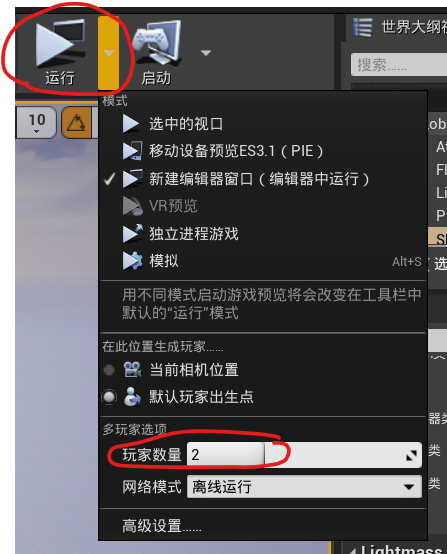 运行
启动
世界大纲视
搜索......
10
模式
选中的视口
移动设备预览ES3.1 ( PIE )
新建编辑器窗口 ( 编辑器中运行 )
VR预览
独立进程游戏
模拟 Alt+S
用不同模式启动游戏预览将会改变在工具栏中
默认的“运行”模式
在此位置生成玩家......
当前相机位置
默认玩家出生点
多玩家选项
玩家数量 2
网络模式 离线运行
高级设置......
lob
A
Fl
Li
P
( 选
器类
类
类
Lightmass